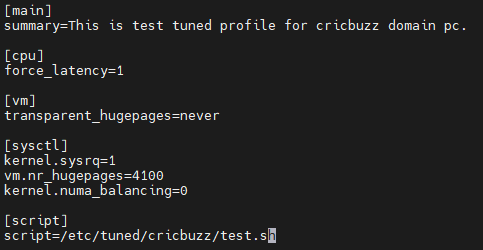 [main]
summary=This is test tuned profile for cricbuzz domain pc.
[cpu]
force_latency=1
[vm]
transparent_hugepages=never
[sysctl]
kernel.sysrq=1
vm.nr_hugepages=4100
kernel.numa_balancing=0
[script]
script=/etc/tuned/cricbuzz/test.sh